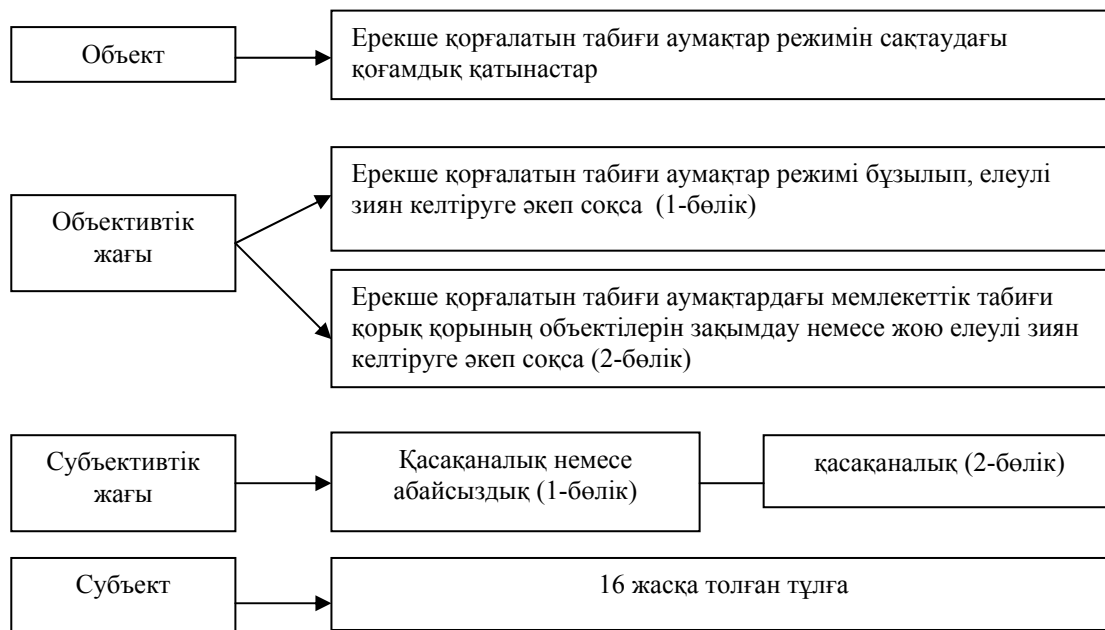 Объект
Ерекше қорғалатын табиғи аумақтар режимін сақтаудағы
қоғамдық қатынастар
Объективтік
жағы
Ерекше қорғалатын табиғи аумақтар режимі бұзылып, елеулі
зиян келтіруге әкеп соқса (1-бөлік)
Ерекше қорғалатын табиғи аумақтардағы мемлекеттік табиғи
қорық қорының объектілерін зақымдау немесе жою елеулі зиян
келтіруге әкеп соқса (2-бөлік)
Субъективтік
жағы
Қасақаналық немесе
абайсыздық (1-бөлік)
қасақаналық (2-бөлік)
Субъект
16 жасқа толған тұлға